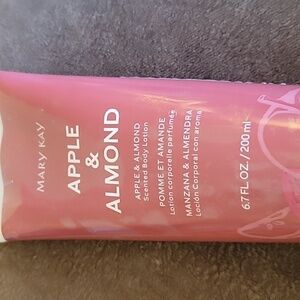 MARY KAY
APPLE
&
ALMOND
APPLE & ALMOND
Scented Body Lotion
POMME ET AMANDE
Lotion corporelle parfumée
MANZANA & ALMENDRA
Loción Corporal con aroma
6.7 FL. OZ. / 200 ml